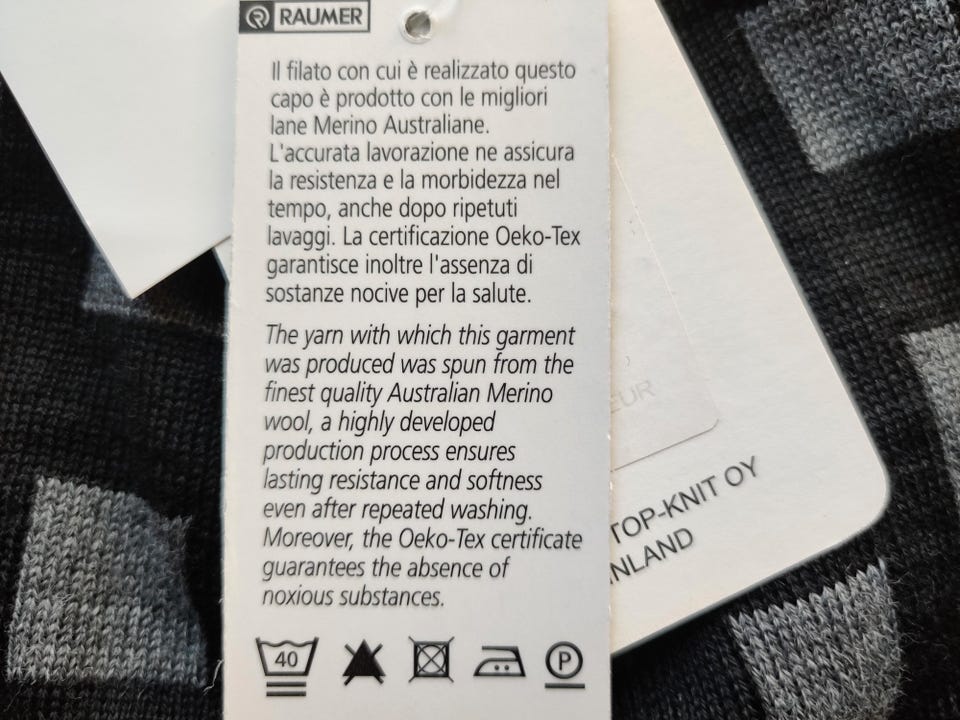 RAUMER
Il filato con cui è realizzato questo
capo è prodotto con le migliori
lane Merino Australiane.
L'accurata lavorazione ne assicura
la resistenza e la morbidezza nel
tempo, anche dopo ripetuti
lavaggi. La certificazione Oeko-Tex
garantisce inoltre l'assenza di
sostanze nocive per la salute.
The yarn with which this garment
was produced was spun from the
finest quality Australian Merino
wool, a highly developed
production process ensures
lasting resistance and softness
even after repeated washing.
Moreover, the Oeko-Tex certificate
guarantees the absence of
noxious substances.
40
P
EUR
TOP-KNIT OY
NLAND